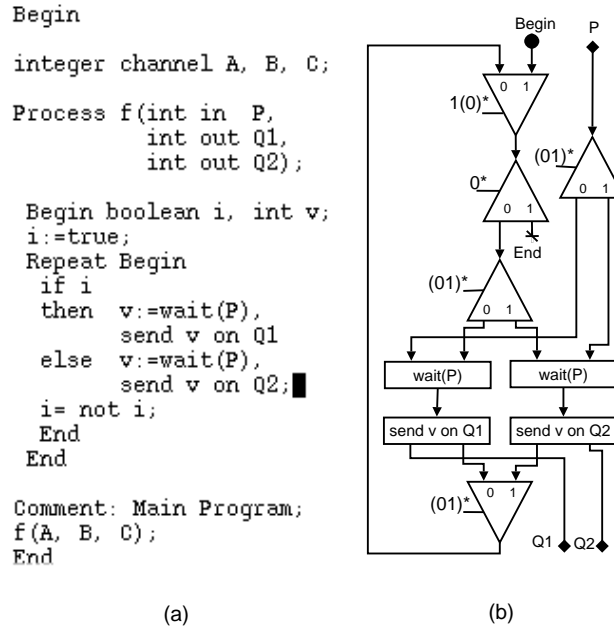 Begin
integer channel A, B, C;
Process f(int in P,
int out Q1,
int out Q2);
Begin boolean i, int v;
i:=true;
Repeat Begin
if i
then v:=wait(P),
send v on Q1
else v:=wait(P),
send v on Q2;
i= not i;
End
End
Comment: Main Program;
f(A, B, C);
End
(a)
Begin
P
0 1
1(0)*
(01)*
0 1
0*
0 1
End
(01)*
0 1
wait(P)
wait(P)
send v on Q1
send v on Q2
0 1
(01)*
Q1
Q2
(b)